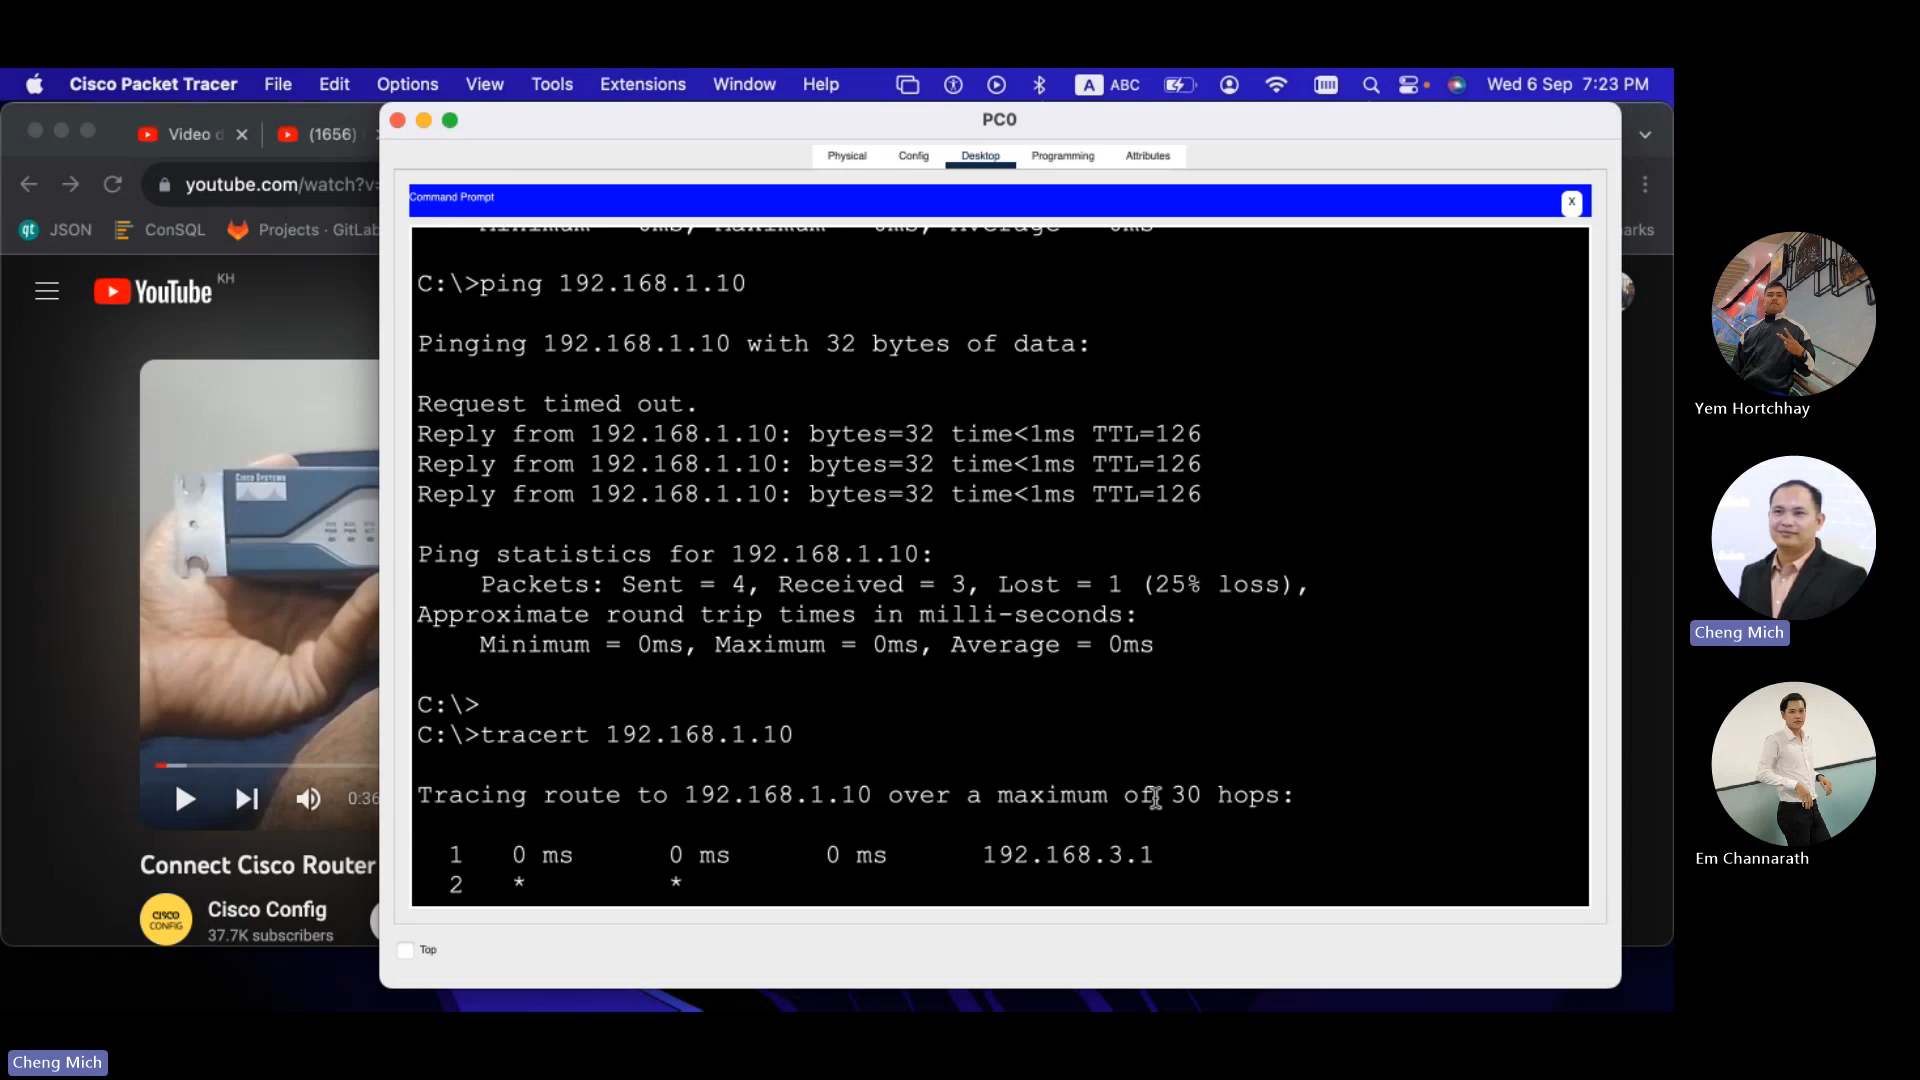 Cisco Packet Tracer File Edit Options View Tools Extensions Window Help A ABC Wed 6 Sep 7:23 PM
PC0
Video (1656)
Physical Config Desktop Programming Attributes
youtube.com/watch?v=
Command Prompt X
JSON ConSQL Projects · GitLab arks
C:\>ping 192.168.1.10
YouTube KH
Pinging 192.168.1.10 with 32 bytes of data:
Request timed out.
Reply from 192.168.1.10: bytes=32 time<1ms TTL=126
Reply from 192.168.1.10: bytes=32 time<1ms TTL=126
Reply from 192.168.1.10: bytes=32 time<1ms TTL=126
CISCO SYSTEMS
Ping statistics for 192.168.1.10:
Packets: Sent = 4, Received = 3, Lost = 1 (25% loss),
Approximate round trip times in milli-seconds:
Minimum = 0ms, Maximum = 0ms, Average = 0ms
C:\>
C:\>tracert 192.168.1.10
Tracing route to 192.168.1.10 over a maximum of 30 hops:
1 0 ms 0 ms 0 ms 192.168.3.1
2 * *
0:36
Connect Cisco Router
CISCO
CONFIG
Cisco Config
37.7K subscribers
Top
Yem Hortchhay
Cheng Mich
Em Channarath
Cheng Mich